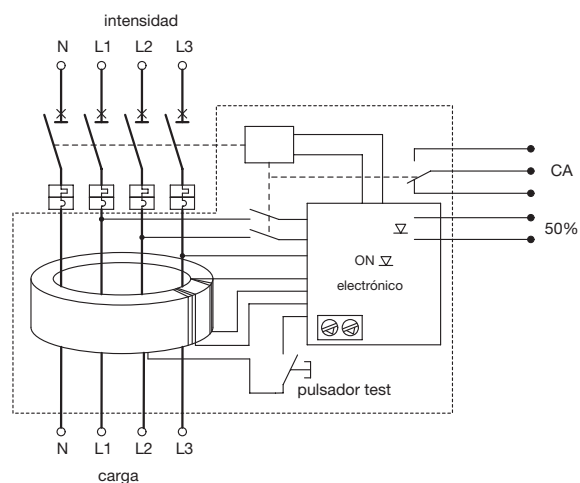 intensidad
N L1 L2 L3
CA
50%
ON
electrónico
pulsador test
N L1 L2 L3
carga